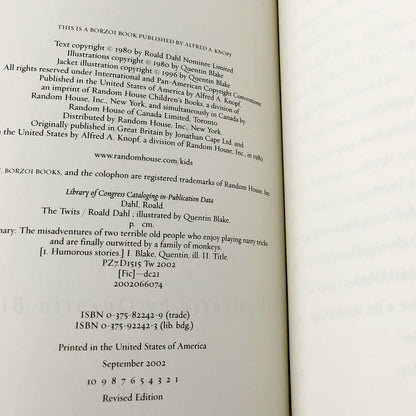 THIS IS A BORZOI BOOK PUBLISHED BY ALFRED A. KNOPF
Text copyright © 1980 by Roald Dahl Nominee Limited
Illustrations copyright © 1980 by Quentin Blake
Jacket illustration copyright © 1996 by Quentin Blake
All rights reserved under International and Pan-American Copyright Conventions
Published in the United States of America by Alfred A. Knopf,
an imprint of Random House Children's Books, a division of
Random House, Inc., New York, and simultaneously in Canada by
Random House of Canada Limited, Toronto.
Distributed by Random House, Inc., New York.
Originally published in Great Britain by Jonathan Cape Ltd. and
in the United States by Alfred A. Knopf, a division of Random House, Inc., in 1980
www.randomhouse.com/kids
BORZOI BOOKS, and the colophon are registered trademarks of Random House, Inc.
Library of Congress Cataloging-in-Publication Data
Dahl, Roald.
The Twits / Roald Dahl ; illustrated by Quentin Blake.
p. cm.
mary: The misadventures of two terrible old people who enjoy playing nasty tricks
and are finally outwitted by a family of monkeys.
[1. Humorous stories.] I. Blake, Quentin, ill. II. Title.
PZ7.D1515 Tw 2002
[Fic]—dc21
2002066074
ISBN 0-375-82242-9 (trade)
ISBN 0-375-92242-3 (lib. bdg.)
Printed in the United States of America
September 2002
10 9 8 7 6 5 4 3 2 1
Revised Edition